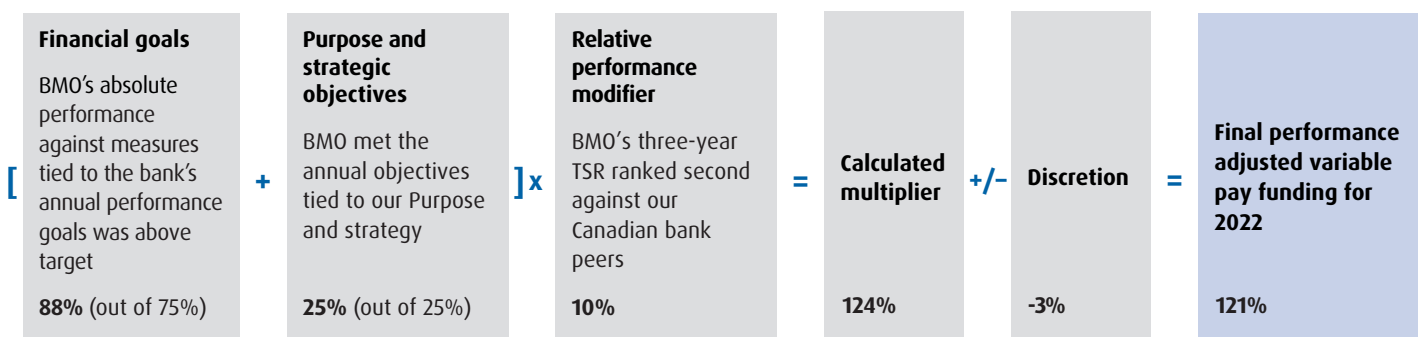 Financial goals
BMO's absolute
performance
against measures
tied to the bank's
annual performance
goals was above
target
88% (out of 75%)
[
+
Purpose and
strategic
objectives
BMO met the
annual objectives
tied to our Purpose
and strategy
25% (out of 25%)
]x
Relative
performance
modifier
BMO's three-year
TSR ranked second
against our
Canadian bank
peers
10%
=
Calculated
multiplier
124%
+/–
Discretion
-3%
=
Final performance
adjusted variable
pay funding for
2022
121%